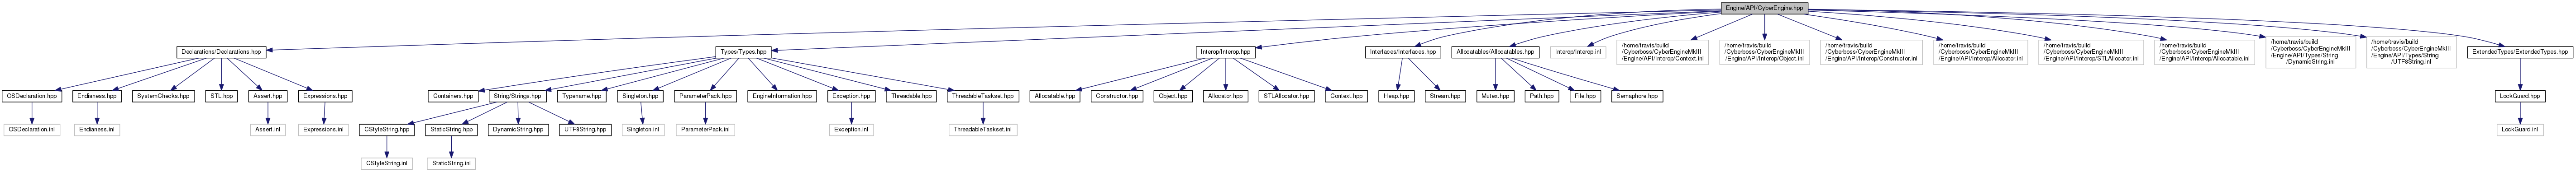 Engine/API/CyberEngine.hpp
Declarations/Declarations.hpp
Types/Types.hpp
Interop/Interop.hpp
Interfaces/Interfaces.hpp
Allocatables/Allocatables.hpp
Interop/Interop.inl
/home/travis/build
/Cyberboss/CyberEngineMkIII
/Engine/API/Interop/Context.inl
/home/travis/build
/Cyberboss/CyberEngineMkIII
/Engine/API/Interop/Object.inl
/home/travis/build
/Cyberboss/CyberEngineMkIII
/Engine/API/Interop/Constructor.inl
/home/travis/build
/Cyberboss/CyberEngineMkIII
/Engine/API/Interop/Allocator.inl
/home/travis/build
/Cyberboss/CyberEngineMkIII
/Engine/API/Interop/STLAllocator.inl
/home/travis/build
/Cyberboss/CyberEngineMkIII
/Engine/API/Interop/Allocatable.inl
/home/travis/build
/Cyberboss/CyberEngineMkIII
/Engine/API/Types/String
/DynamicString.inl
/home/travis/build
/Cyberboss/CyberEngineMkIII
/Engine/API/Types/String
/UTF8String.inl
ExtendedTypes/ExtendedTypes.hpp
OSDeclaration.hpp
Endianess.hpp
SystemChecks.hpp
STL.hpp
Assert.hpp
Expressions.hpp
Containers.hpp
String/Strings.hpp
Typename.hpp
Singleton.hpp
ParameterPack.hpp
EngineInformation.hpp
Exception.hpp
Threadable.hpp
ThreadableTaskset.hpp
Allocatable.hpp
Constructor.hpp
Object.hpp
Allocator.hpp
STLAllocator.hpp
Context.hpp
Heap.hpp
Stream.hpp
Mutex.hpp
Path.hpp
File.hpp
Semaphore.hpp
LockGuard.hpp
OSDeclaration.inl
Endianess.inl
Assert.inl
Expressions.inl
CStyleString.hpp
StaticString.hpp
DynamicString.hpp
UTF8String.hpp
Singleton.inl
ParameterPack.inl
Exception.inl
ThreadableTaskset.inl
LockGuard.inl
CStyleString.inl
StaticString.inl